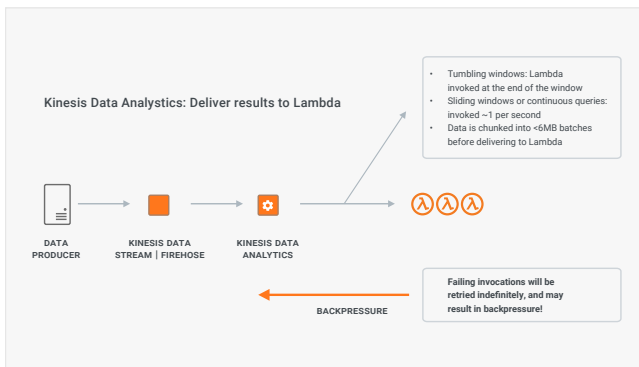 Kinesis Data Analystics: Deliver results to Lambda
• Tumbling windows: Lambda
invoked at the end of the window
• Sliding windows or continuous queries:
invoked ~1 per second
• Data is chunked into <6MB batches
before delivering to Lambda
λ λ λ
DATA
PRODUCER
KINESIS DATA
STREAM | FIREHOSE
KINESIS DATA
ANALYTICS
BACKPRESSURE
Failing invocations will be
retried indefinitely, and may
result in backpressure!